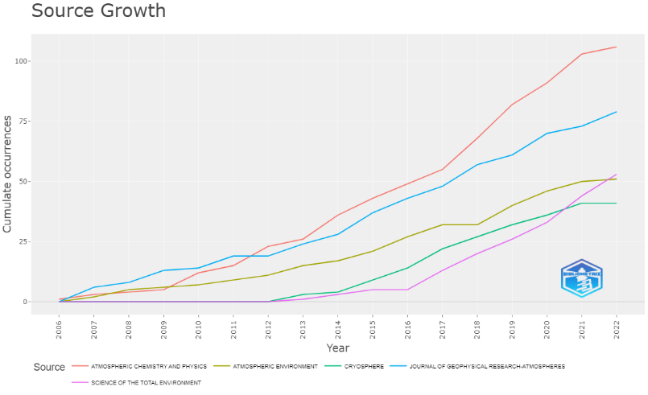 Source Growth
Cumulate occurrences
100
75
50
25
0
2006 2007 2008 2009 2010 2011 2012 2013 2014 2015 2016 2017 2018 2019 2020 2021 2022
Year
Source ATMOSPHERIC CHEMISTRY AND PHYSICS ATMOSPHERIC ENVIRONMENT CRYOSPHERE JOURNAL OF GEOPHYSICAL RESEARCH-ATMOSPHERES
SCIENCE OF THE TOTAL ENVIRONMENT